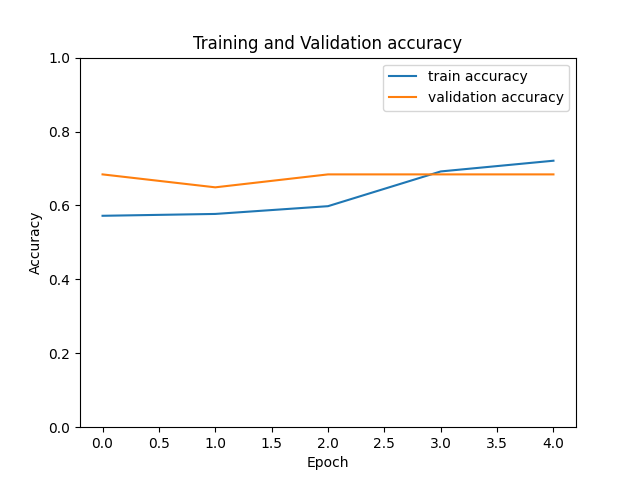 Training and Validation accuracy
train accuracy
validation accuracy
1.0
0.8
0.6
0.4
0.2
0.0
Accuracy
0.0 0.5 1.0 1.5 2.0 2.5 3.0 3.5 4.0
Epoch